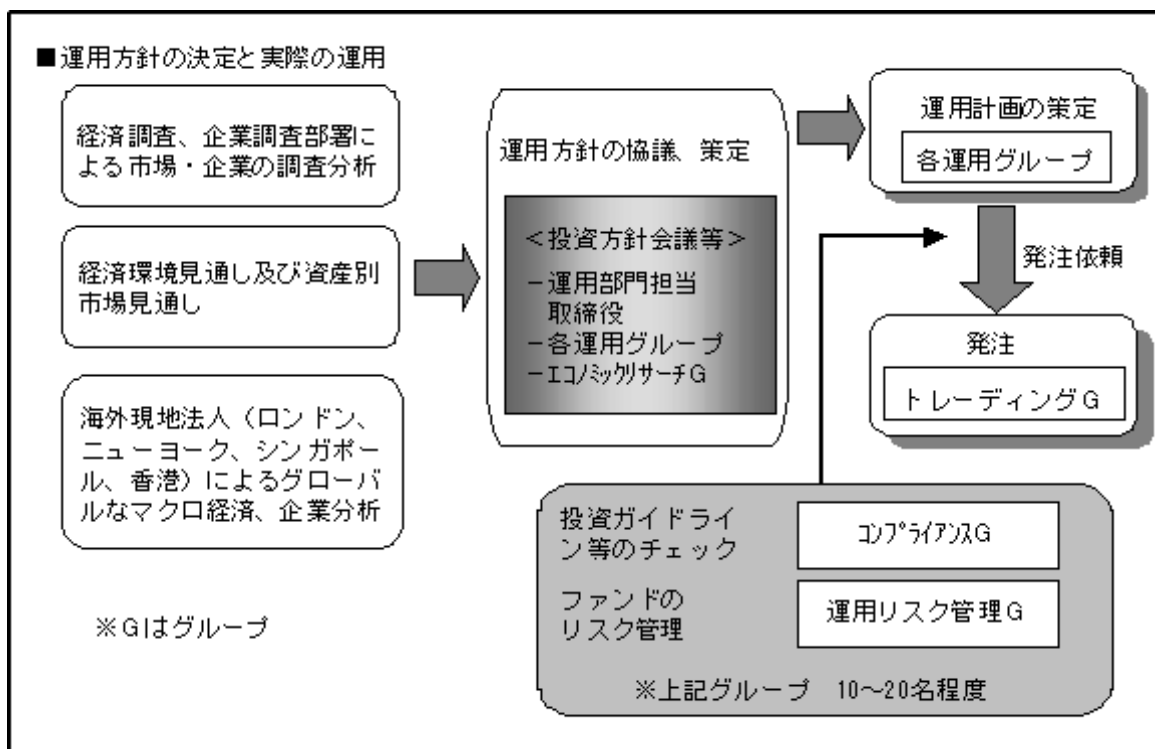 ■運用方針の決定と実際の運用
経済調査、企業調査部署に
よる市場・企業の調査分析
経済環境見通し及び資産別
市場見通し
海外現地法人（ロンドン、
ニューヨーク、シンガポー
ル、香港）によるグローバ
ルなマクロ経済、企業分析
※Gはグループ
運用方針の協議、策定
＜投資方針会議等＞
－運用部門担当
取締役
－各運用グループ
－ｴｺﾉﾐｯｸﾘｻｰﾁＧ
運用計画の策定
各運用グループ
発注依頼
発注
トレーディングＧ
投資ガイドライ
ン等のチェック
ｺﾝﾌﾟﾗｲｱﾝｽG
ファンドの
リスク管理
運用リスク管理Ｇ
※上記グループ　10～20名程度